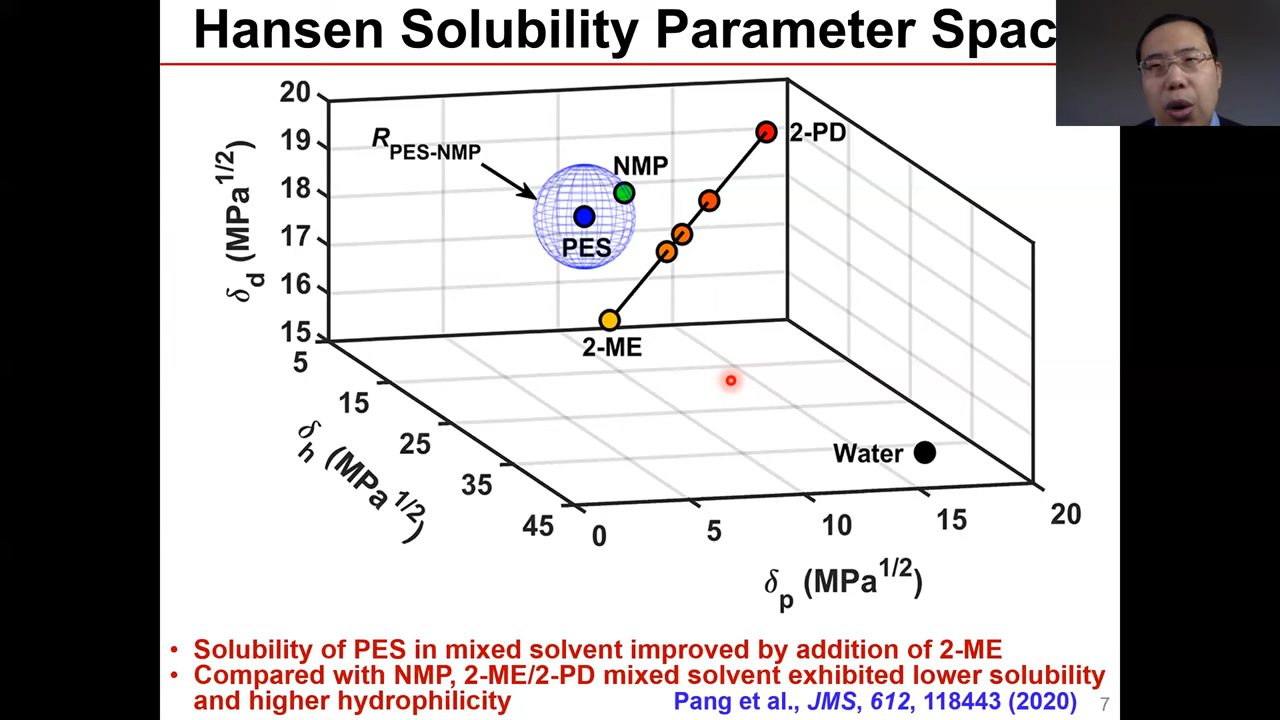 Hansen Solubility Parameter Spac
20
19
18
17
16
15
δd (MPa1/2)
RPES-NMP
NMP
PES
2-PD
2-ME
Water
5
15
25
35
45
δh (MPa1/2)
0
5
10
15
20
δp (MPa1/2)
• Solubility of PES in mixed solvent improved by addition of 2-ME
• Compared with NMP, 2-ME/2-PD mixed solvent exhibited lower solubility
and higher hydrophilicity
Pang et al., JMS, 612, 118443 (2020)
7